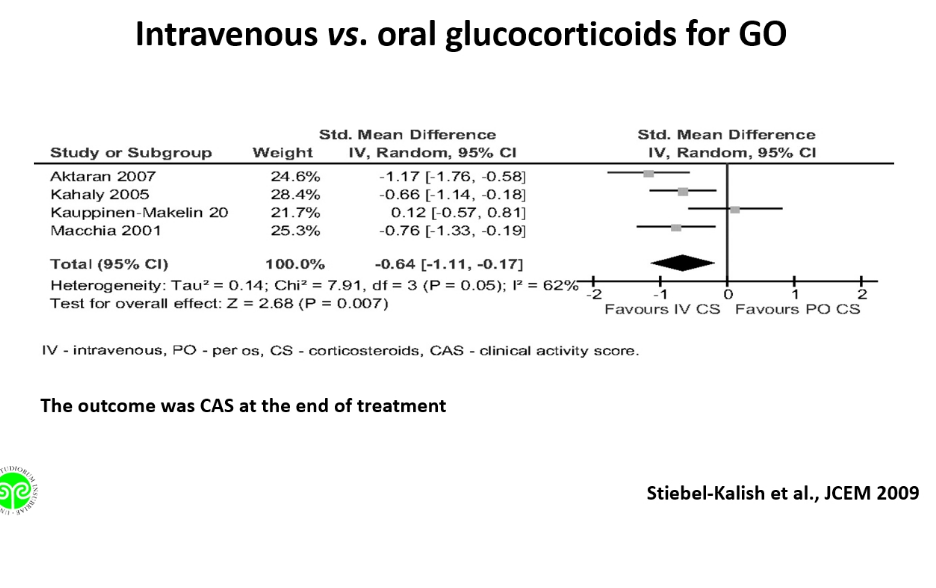 Intravenous vs. oral glucocorticoids for GO
Std. Mean Difference Std. Mean Difference
Study or Subgroup Weight IV, Random, 95% CI IV, Random, 95% CI
Aktaran 2007 24.6% -1.17 [-1.76, -0.58]
Kahaly 2005 28.4% -0.66 [-1.14, -0.18]
Kauppinen-Makelin 20 21.7% 0.12 [-0.57, 0.81]
Macchia 2001 25.3% -0.76 [-1.33, -0.19]
Total (95% CI) 100.0% -0.64 [-1.11, -0.17]
Heterogeneity: Tau² = 0.14; Chi² = 7.91, df = 3 (P = 0.05); I² = 62%
-2 -1 0 1 2
Test for overall effect: Z = 2.68 (P = 0.007)
Favours IV CS Favours PO CS
IV - intravenous, PO - per os, CS - corticosteroids, CAS - clinical activity score.
The outcome was CAS at the end of treatment
Stiebel-Kalish et al., JCEM 2009